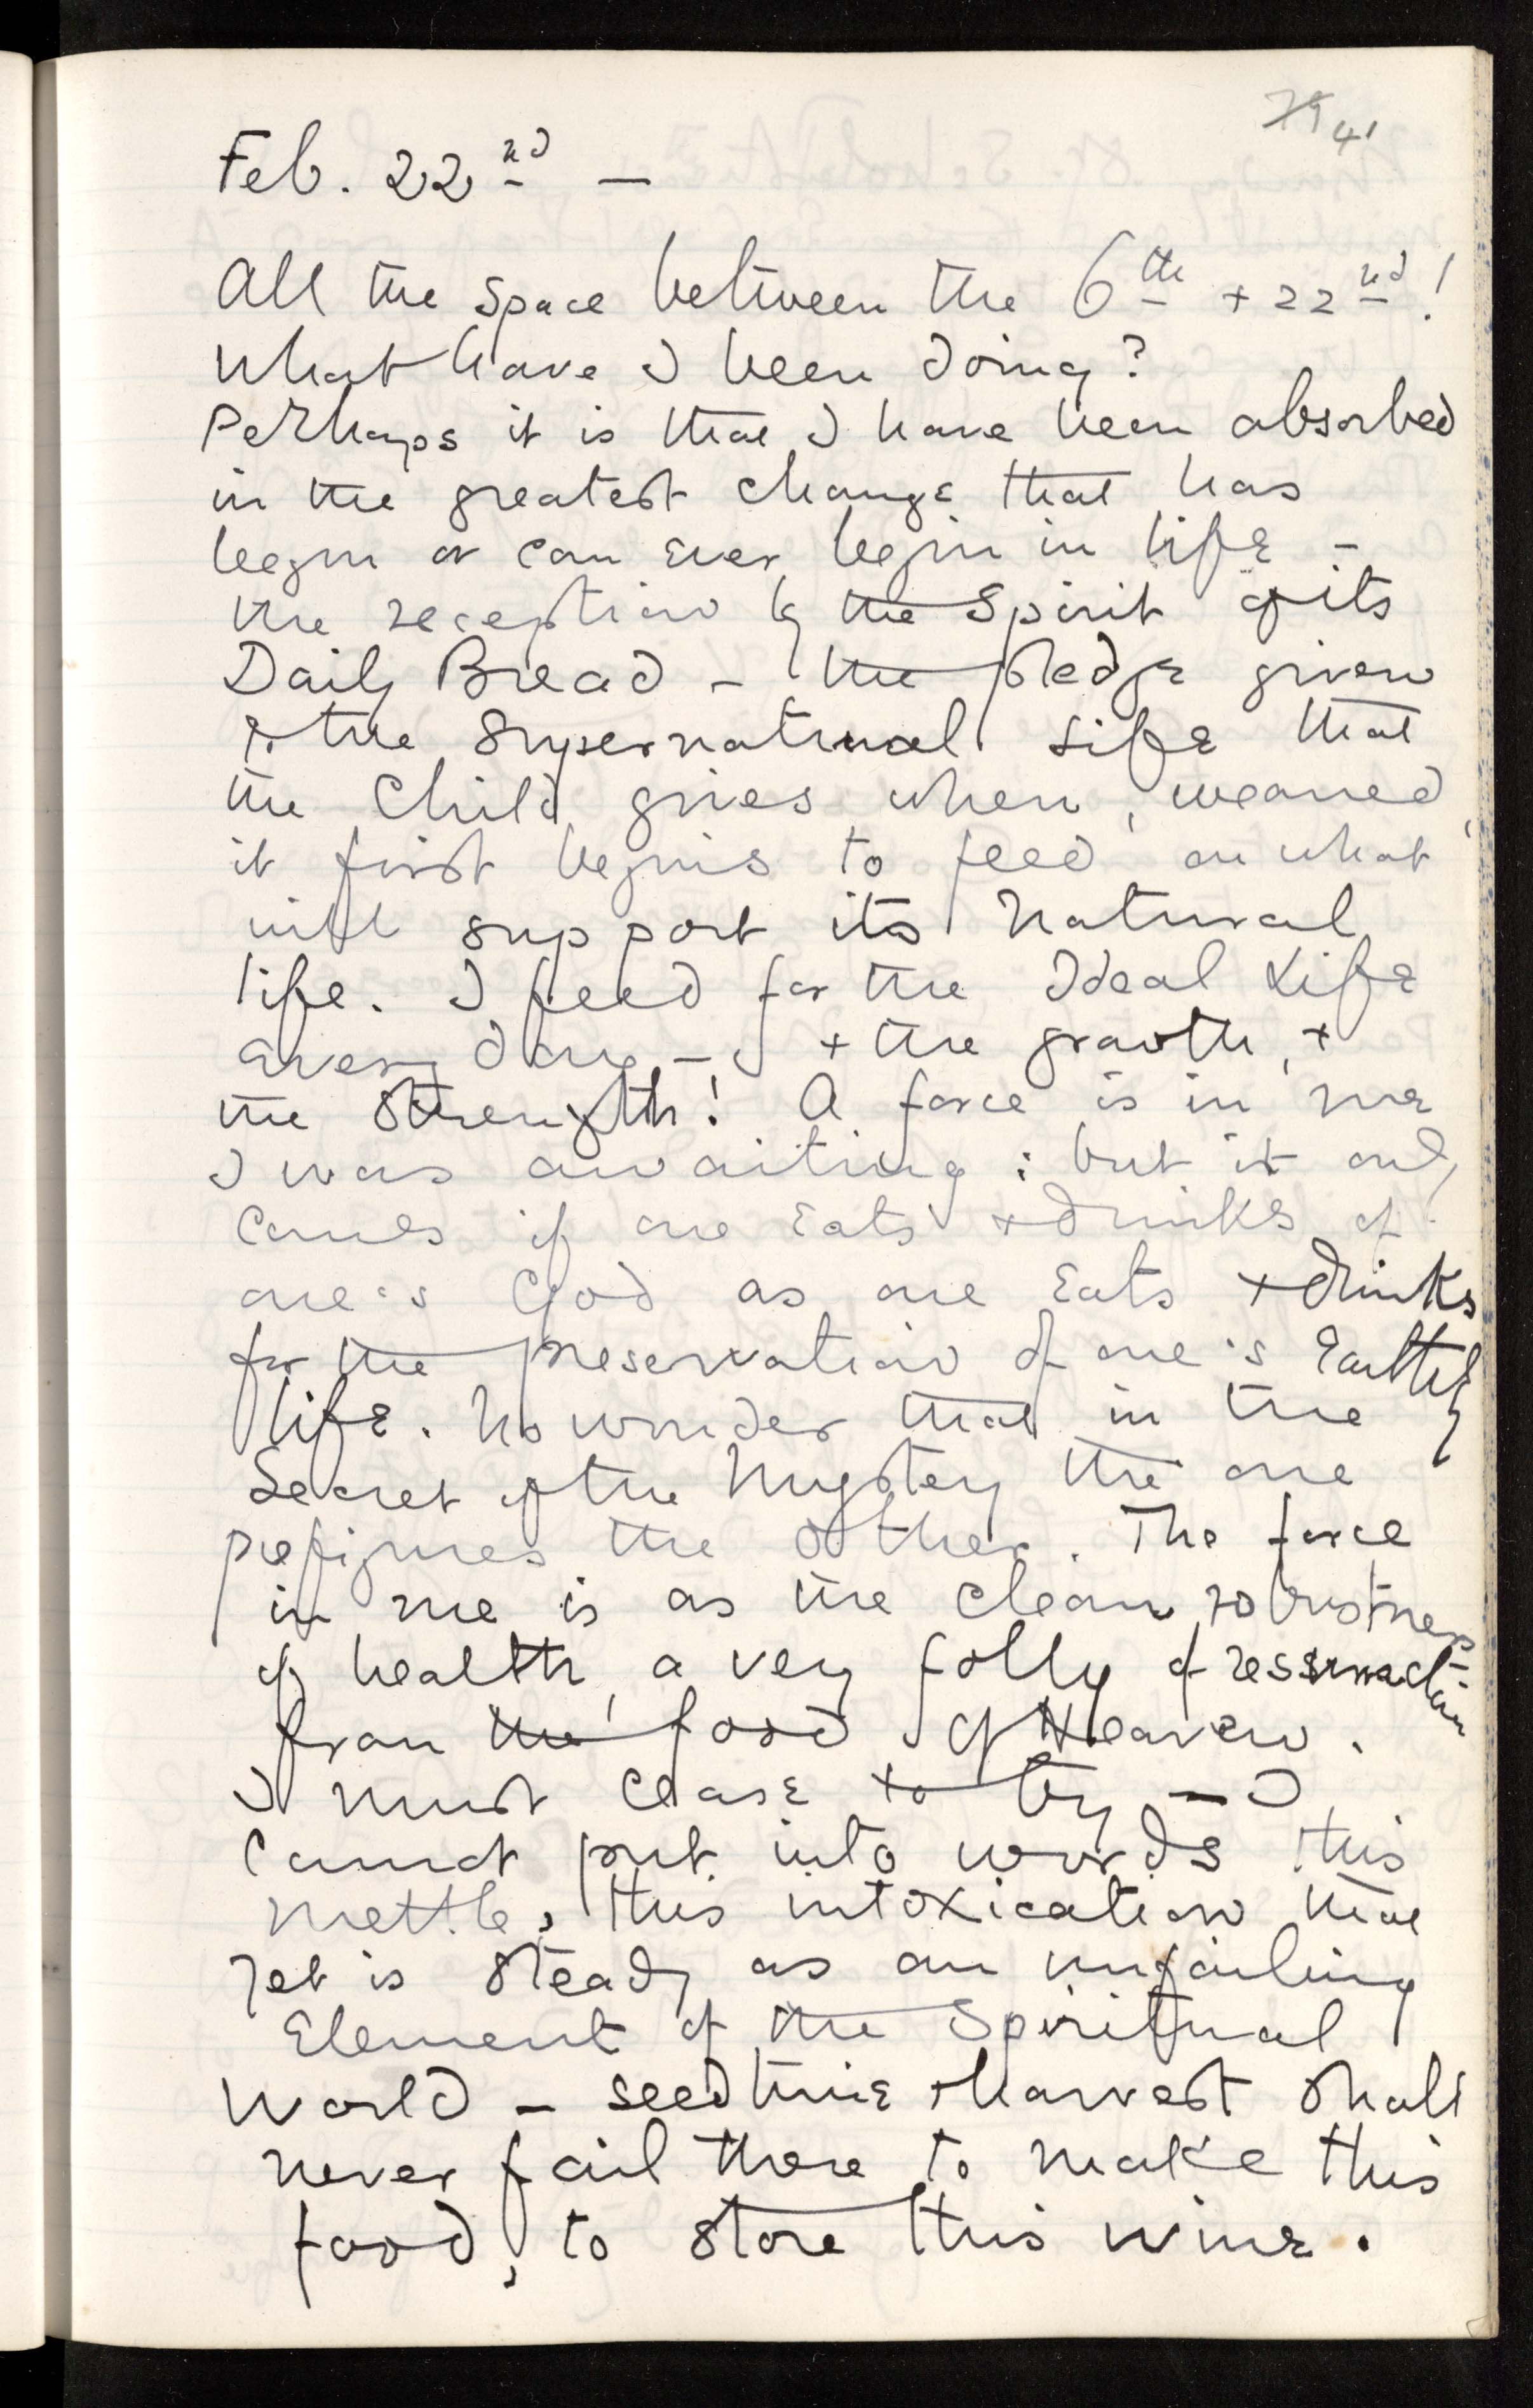 41
Feb. 22nd —
All the space between the 6th + 22nd!
What have I been doing?
Perhaps it is that I have been absorbed
in the greatest change that has
begun or can ever begin in life –
the reception by the Spirit of its
Daily Bread – the pledge given
to the Supernatural Life that
the Child gives when, weaned,
it first begins to feed on what
will support its natural
life. I feed for the Ideal Life
every day – + the growth, +
the strength! A force is in me
I was awaiting : but it only
comes if one Eats + drinks of
one's God as one Eats + drinks
for the preservation of one's Earthly
life. No wonder that in the
Secret of the Mystery the one
prefigures the other. The force
in me is as the clean robustness
of health, a very folly of resurrection
from the food of Heaven.
I must cease to try – I
cannot put into words this
mettle, this intoxication that
yet is steady as an unfailing
Element of the Spiritual
World – seedtime + harvest shall
never fail there to make this
food, to store this wine.